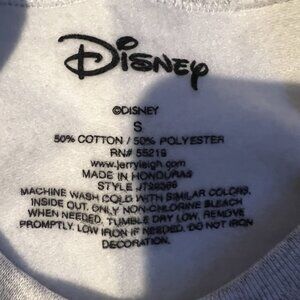 Disney
©DISNEY
S
50% COTTON / 50% POLYESTER
RN# 55219
www.jerryleigh.com
MADE IN HONDURAS
STYLE
MACHINE WASH COLD WITH SIMILAR COLORS.
INSIDE OUT. ONLY NON-CHLORINE BLEACH
WHEN NEEDED. TUMBLE DRY LOW. REMOVE
PROMPTLY. LOW IRON IF NEEDED. DO NOT IRON
DECORATION.